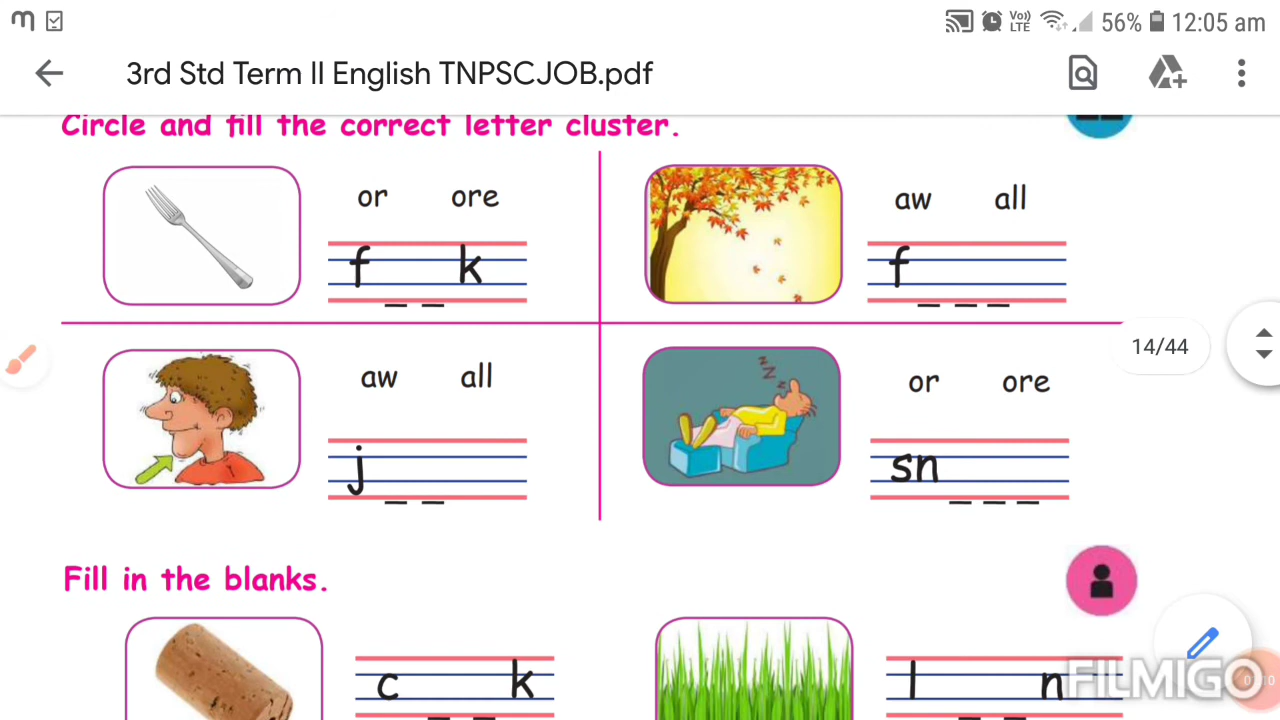 56% 12:05 am
3rd Std Term II English TNPSCJOB.pdf
Circle and fill the correct letter cluster.
or ore
f _ _ k
aw all
f _ _ _
14/44
aw all
j _ _
or ore
sn _ _ _
Fill in the blanks.
c _ _ k
l _ _ n
FILMIGO